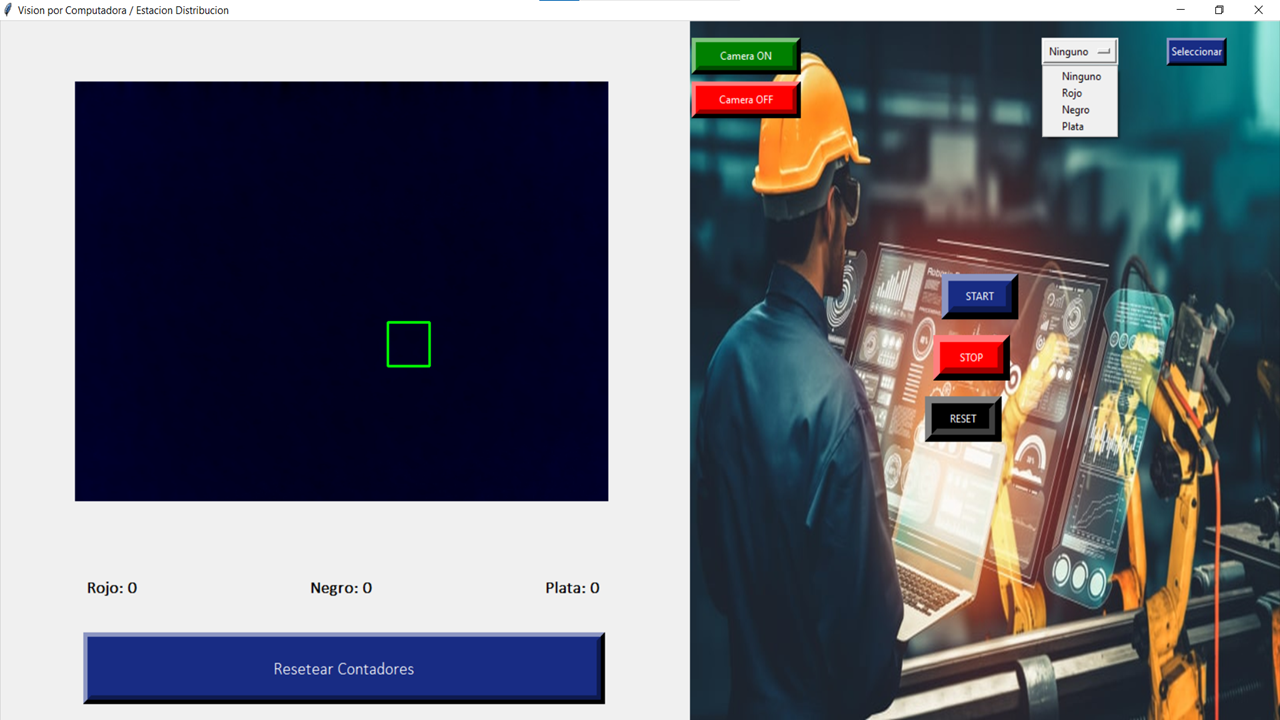 Vision por Computadora / Estacion Distribucion
Camera ON
Camera OFF
Ninguno
Seleccionar
Ninguno
Rojo
Negro
Plata
START
STOP
RESET
Rojo: 0
Negro: 0
Plata: 0
Resetear Contadores